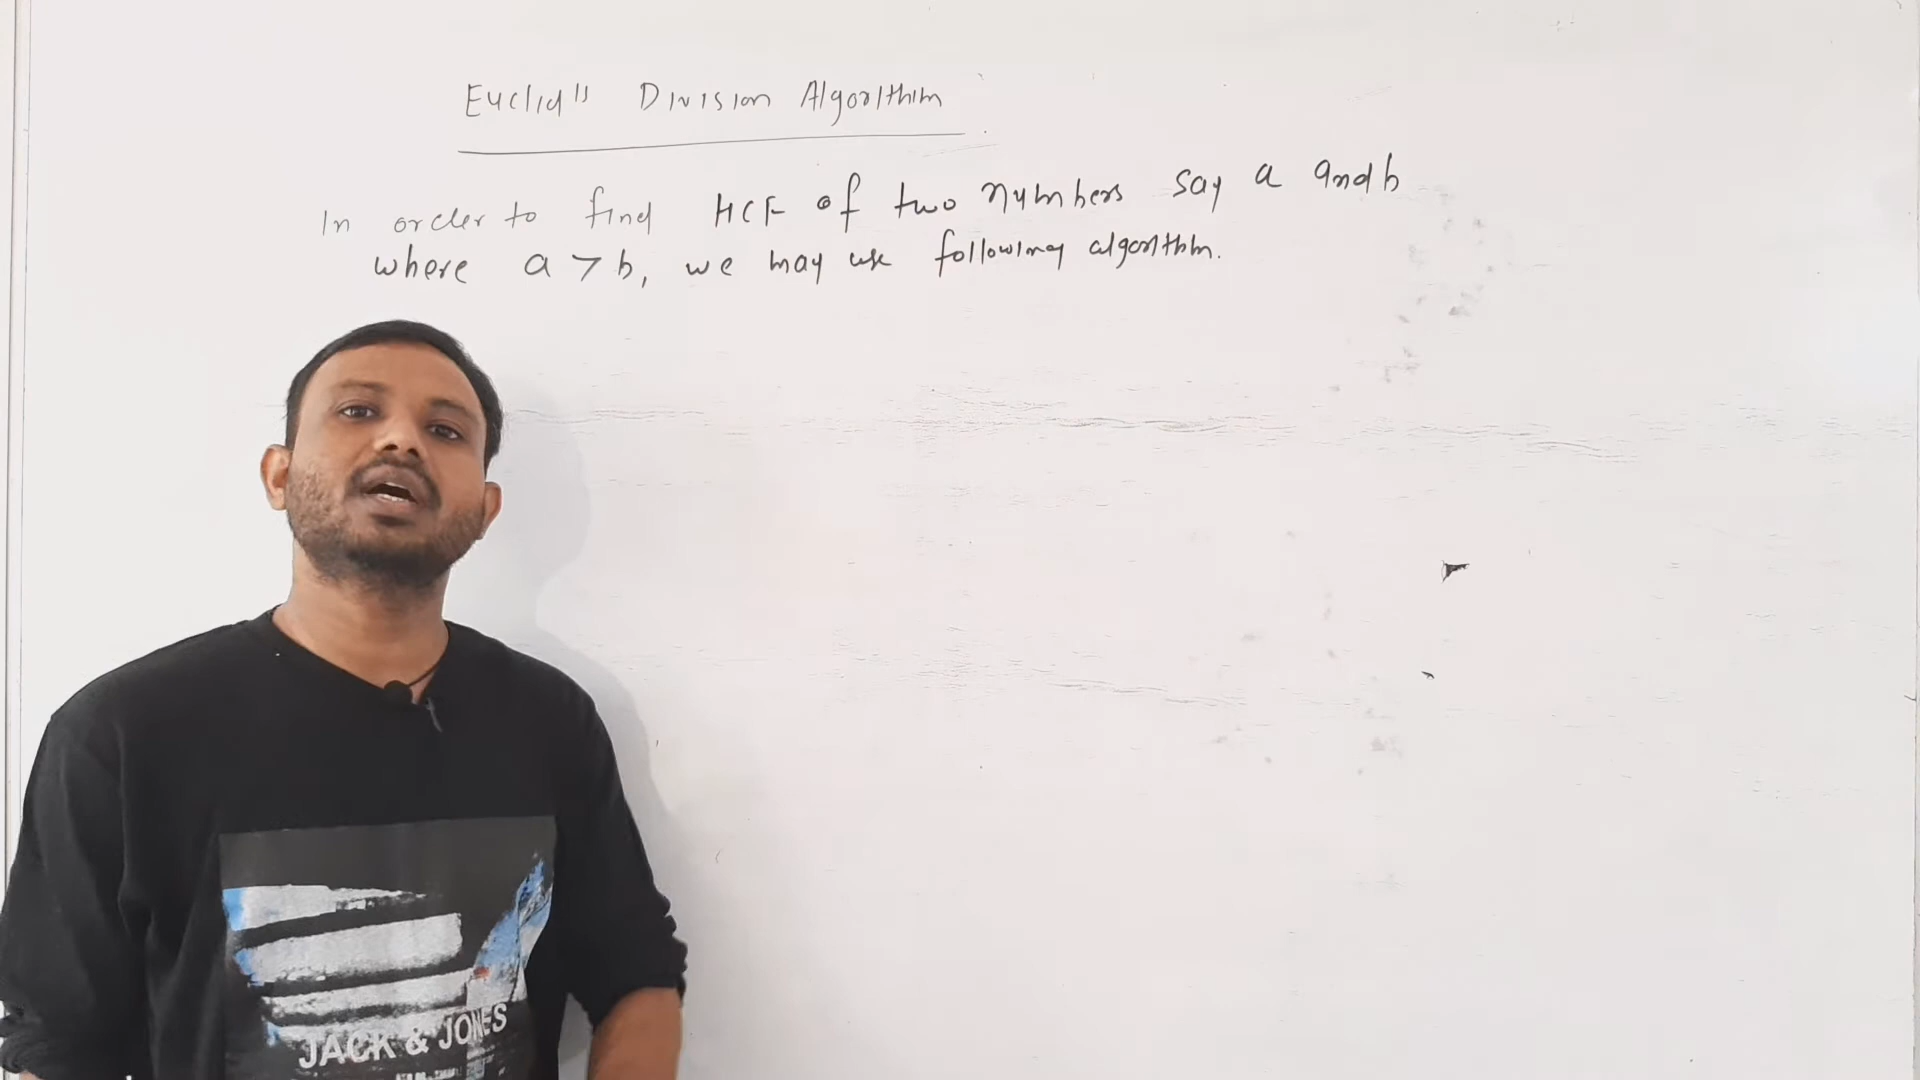 Euclid's Division Algorithim
In order to find HCF of two numbers say a and b
where a > b, we may use following algorithm.
JACK & JONES